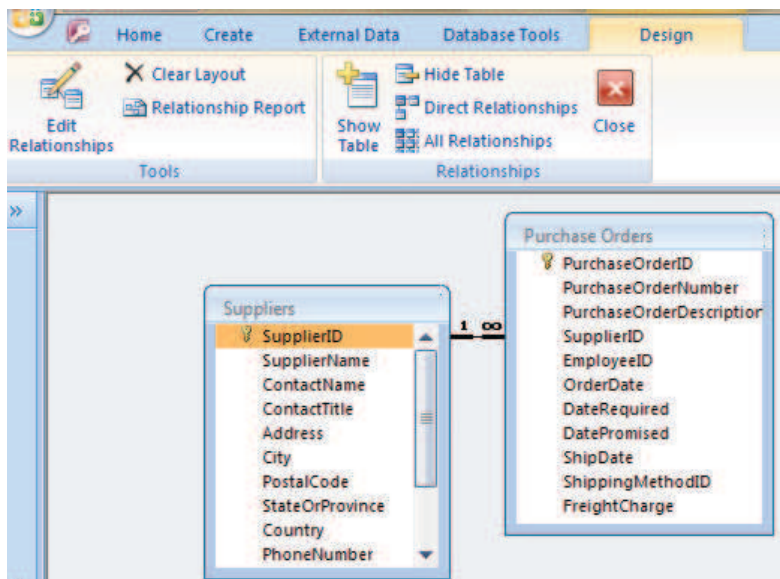 Home Create External Data Database Tools Design
Edit Relationships
Clear Layout
Relationship Report
Tools
Show Table
Hide Table
Direct Relationships
All Relationships
Close
Relationships
»
Suppliers
SupplierID
SupplierName
ContactName
ContactTitle
Address
City
PostalCode
StateOrProvince
Country
PhoneNumber
1 ∞
Purchase Orders
PurchaseOrderID
PurchaseOrderNumber
PurchaseOrderDescription
SupplierID
EmployeeID
OrderDate
DateRequired
DatePromised
ShipDate
ShippingMethodID
FreightCharge